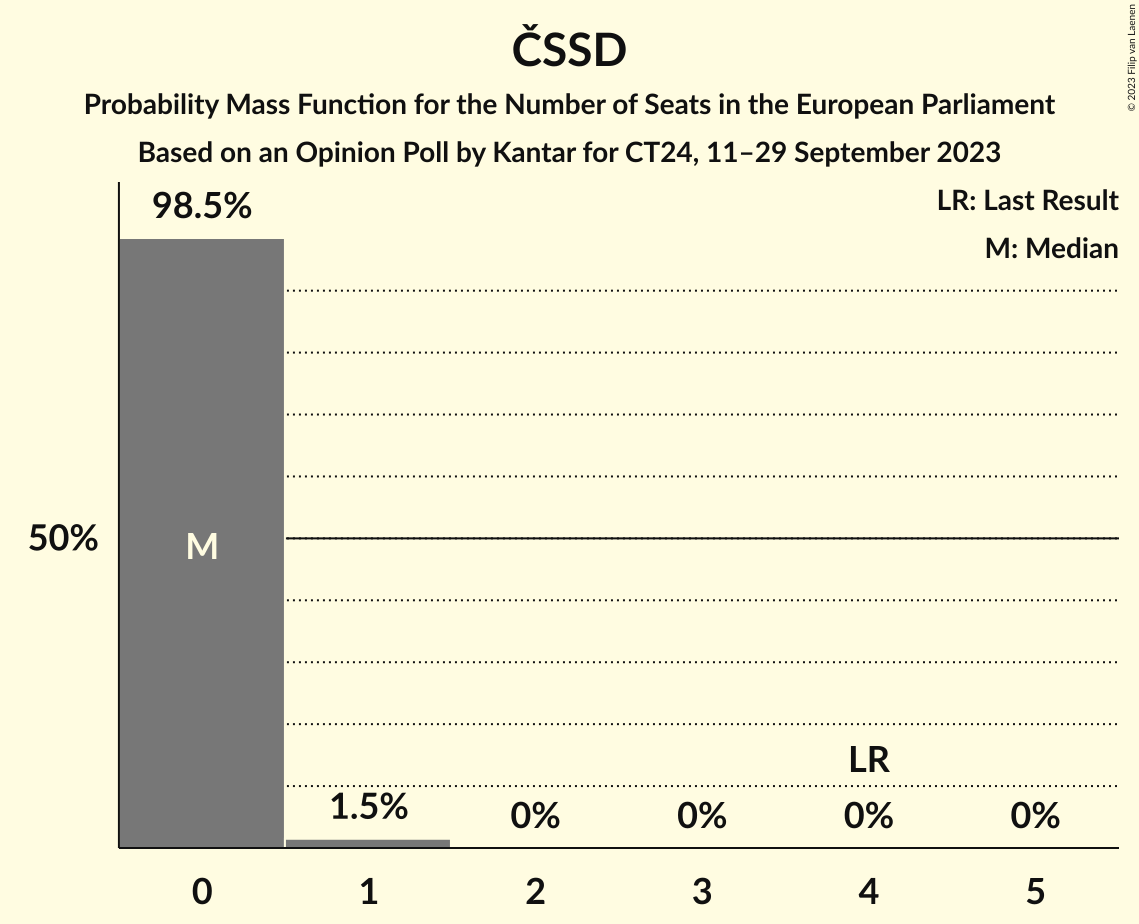 ČSSD
Probability Mass Function for the Number of Seats in the European Parliament
Based on an Opinion Poll by Kantar for CT24, 11–29 September 2023
© 2023 Filip van Laenen
LR: Last Result
M: Median
98.5%
50%
M
LR
1.5%
0%
0%
0%
0%
0
1
2
3
4
5